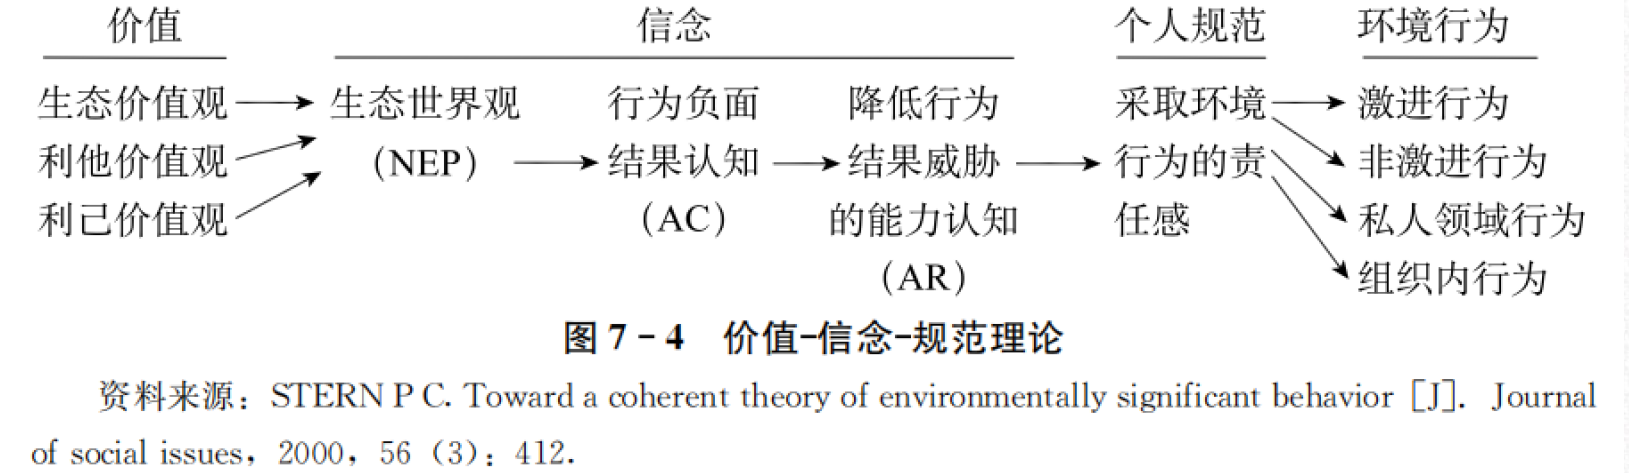 价值 信念 个人规范 环境行为
生态价值观 生态世界观 行为负面 降低行为 采取环境 激进行为
利他价值观 （NEP） 结果认知 结果威胁 行为的责 非激进行为
利己价值观 （AC） 的能力认知 任感 私人领域行为
（AR） 组织内行为
图 7-4 价值-信念-规范理论
资料来源：STERN P C. Toward a coherent theory of environmentally significant behavior [J]. Journal
of social issues，2000，56（3）：412.